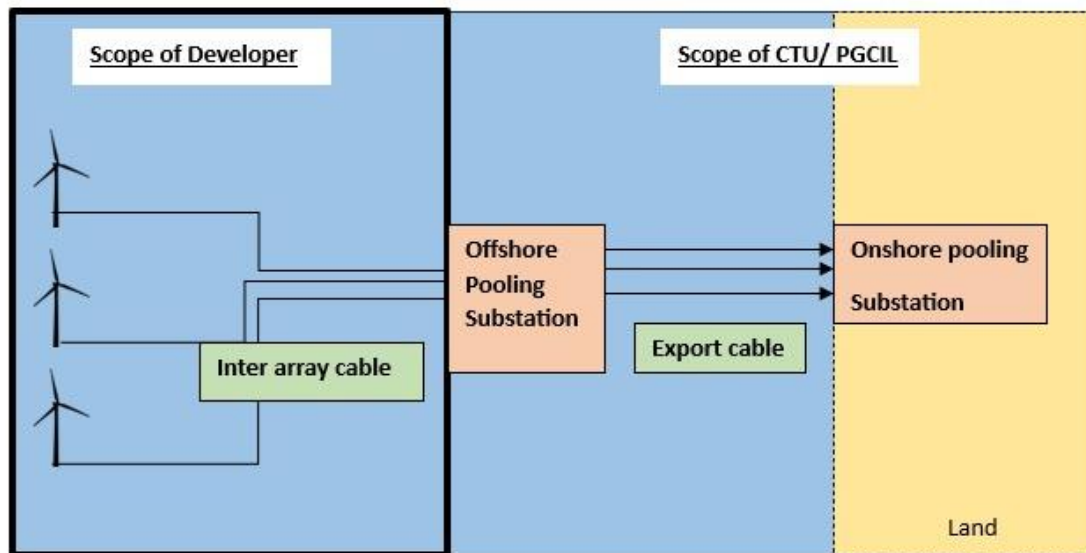 Scope of Developer
Scope of CTU/ PGCIL
Offshore
Pooling
Substation
Onshore pooling
Substation
Inter array cable
Export cable
Land